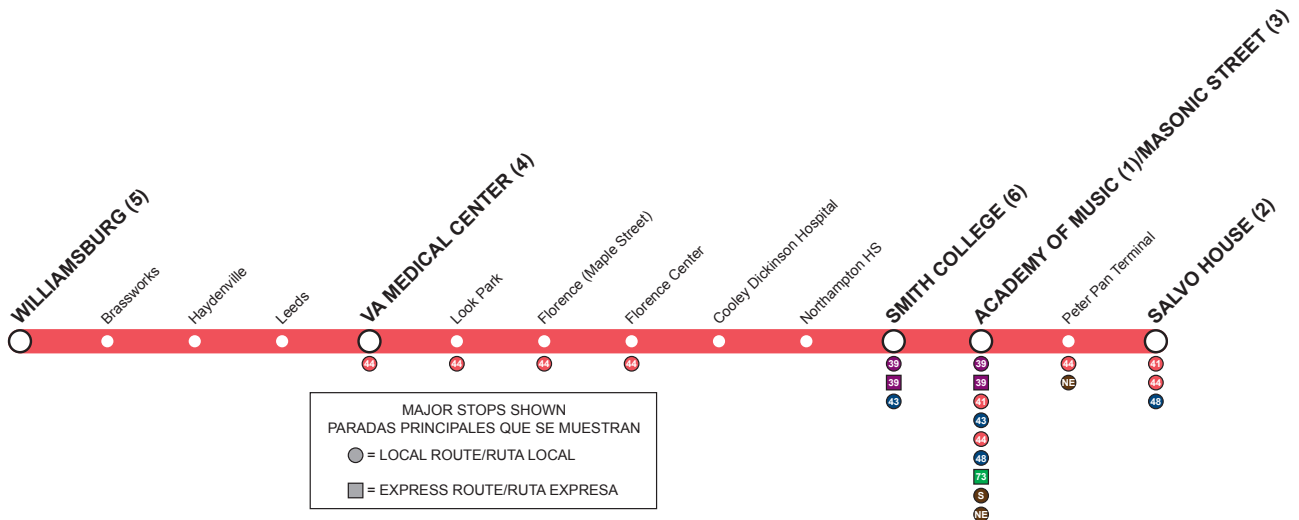 WILLIAMSBURG (5)
Brassworks
Haydenville
Leeds
VA MEDICAL CENTER (4)
Look Park
Florence (Maple Street)
Florence Center
Cooley Dickinson Hospital
Northampton HS
SMITH COLLEGE (6)
ACADEMY OF MUSIC (1)/MASONIC STREET (3)
Peter Pan Terminal
SALVO HOUSE (2)
44
44
44
44
39
39
43
39
39
41
43
44
48
73
S
NE
44
NE
41
44
48
MAJOR STOPS SHOWN
PARADAS PRINCIPALES QUE SE MUESTRAN
= LOCAL ROUTE/RUTA LOCAL
= EXPRESS ROUTE/RUTA EXPRESA